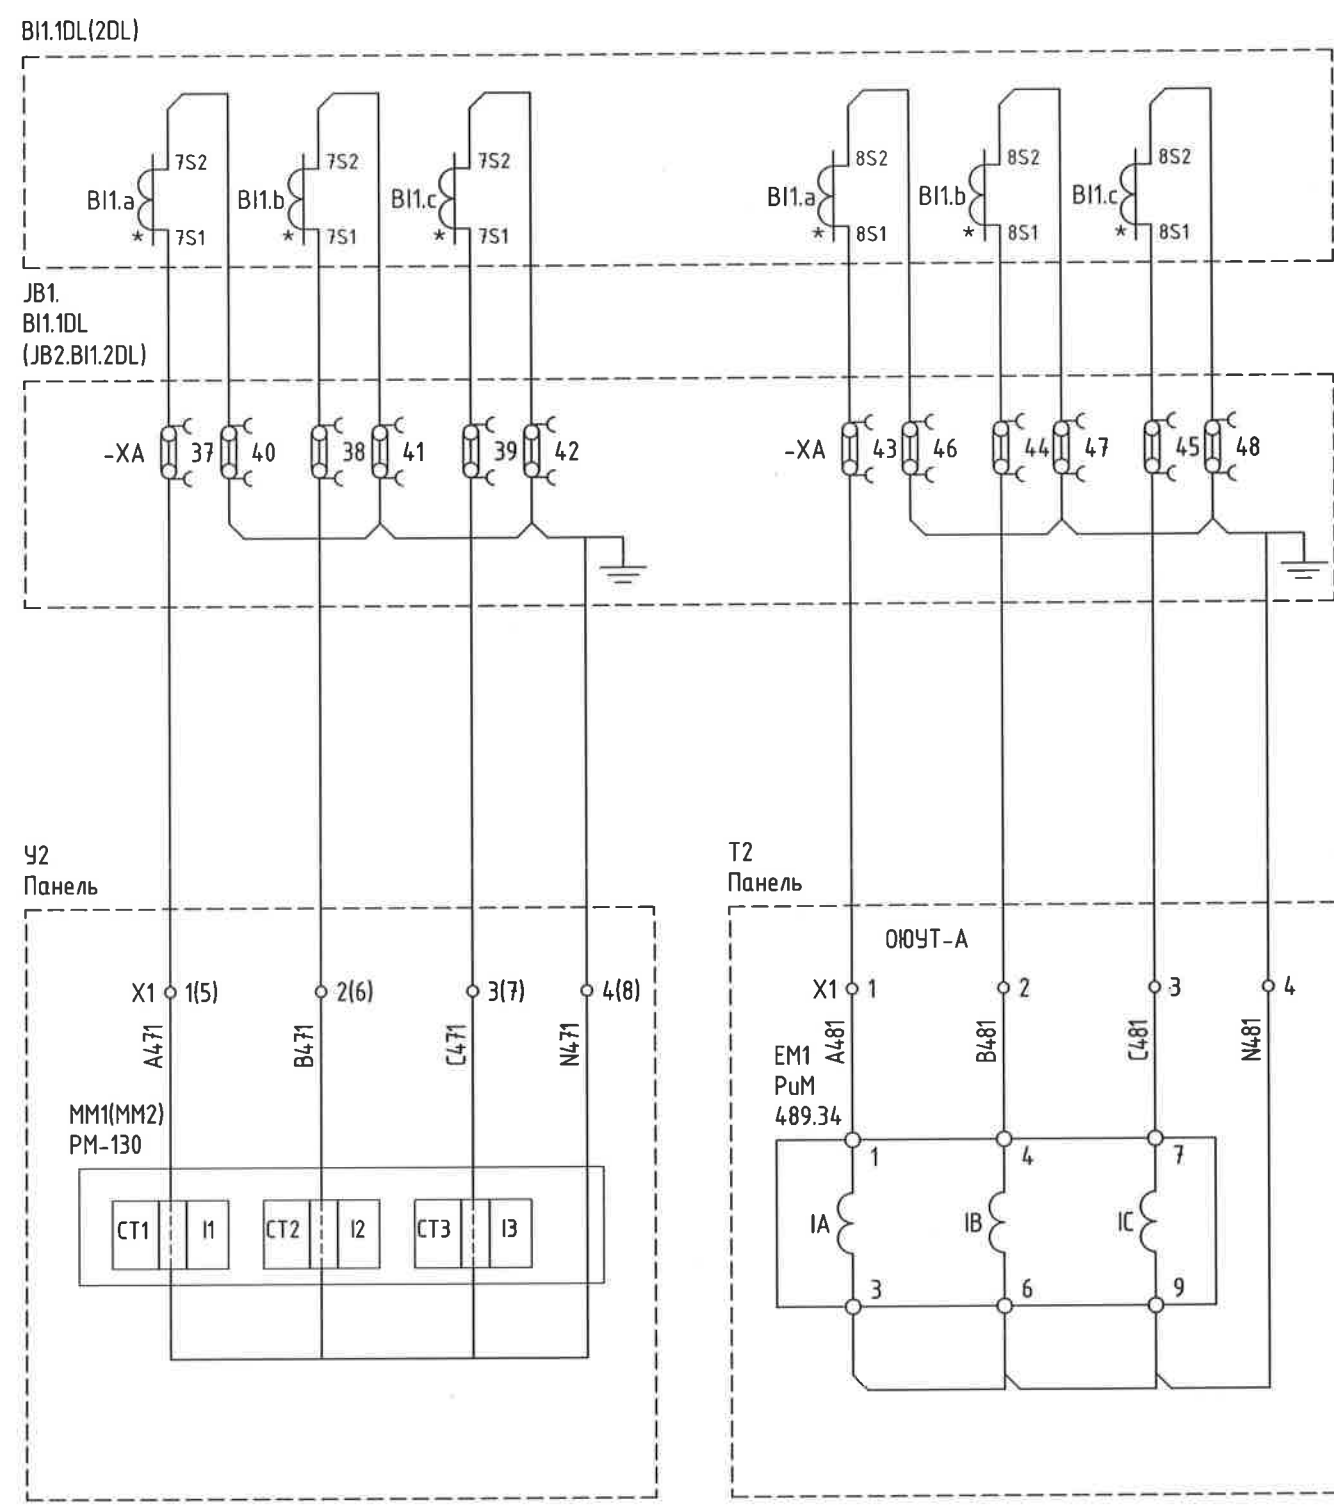 BI1.1DL(2DL)
7S2
7S2
7S2
8S2
8S2
8S2
BI1.a
BI1.b
BI1.c
BI1.a
BI1.b
BI1.c
* 7S1
* 7S1
* 7S1
* 8S1
* 8S1
* 8S1
JB1.
BI1.1DL
(JB2.BI1.2DL)
-XA 37 40 38 41 39 42
-XA 43 46 44 47 45 48
У2
Панель
Т2
Панель
ОЮУТ-А
X1 1(5) 2(6) 3(7) 4(8)
X1 1 2 3 4
A471
B471
C471
N471
A481
B481
C481
N481
MM1(MM2)
PM-130
EM1
РиМ
489.34
1 4 7
CT1 I1 CT2 I2 CT3 I3
IA IB IC
3 6 9